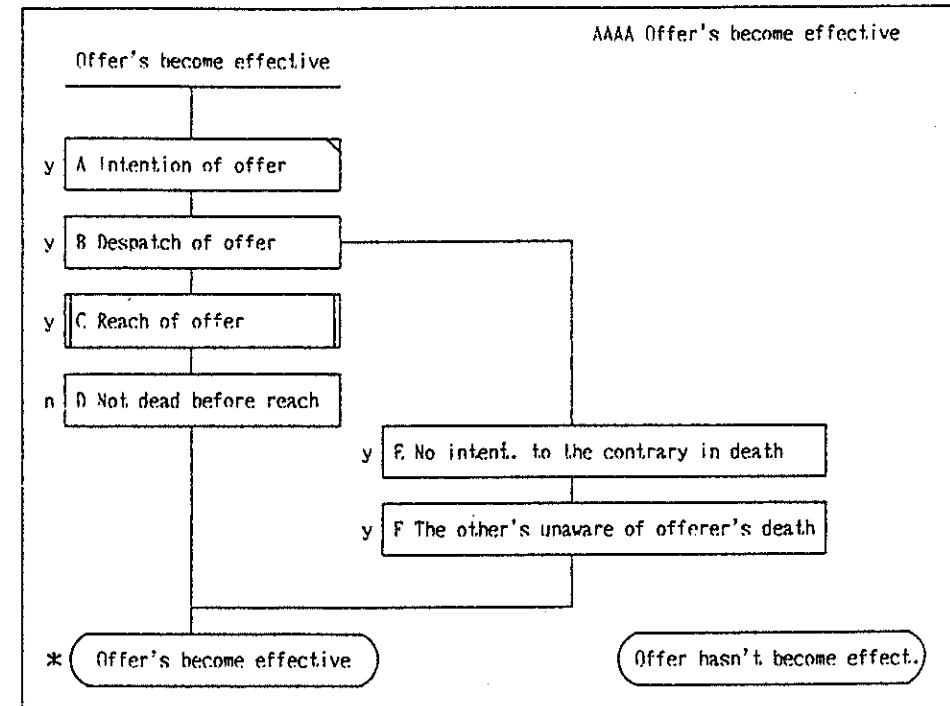 AAAA Offer's become effective
Offer's become effective
y A Intention of offer
y B Despatch of offer
y C Reach of offer
n D Not dead before reach
y E No intent. to the contrary in death
y F The other's unaware of offerer's death
* Offer's become effective
Offer hasn't become effect.